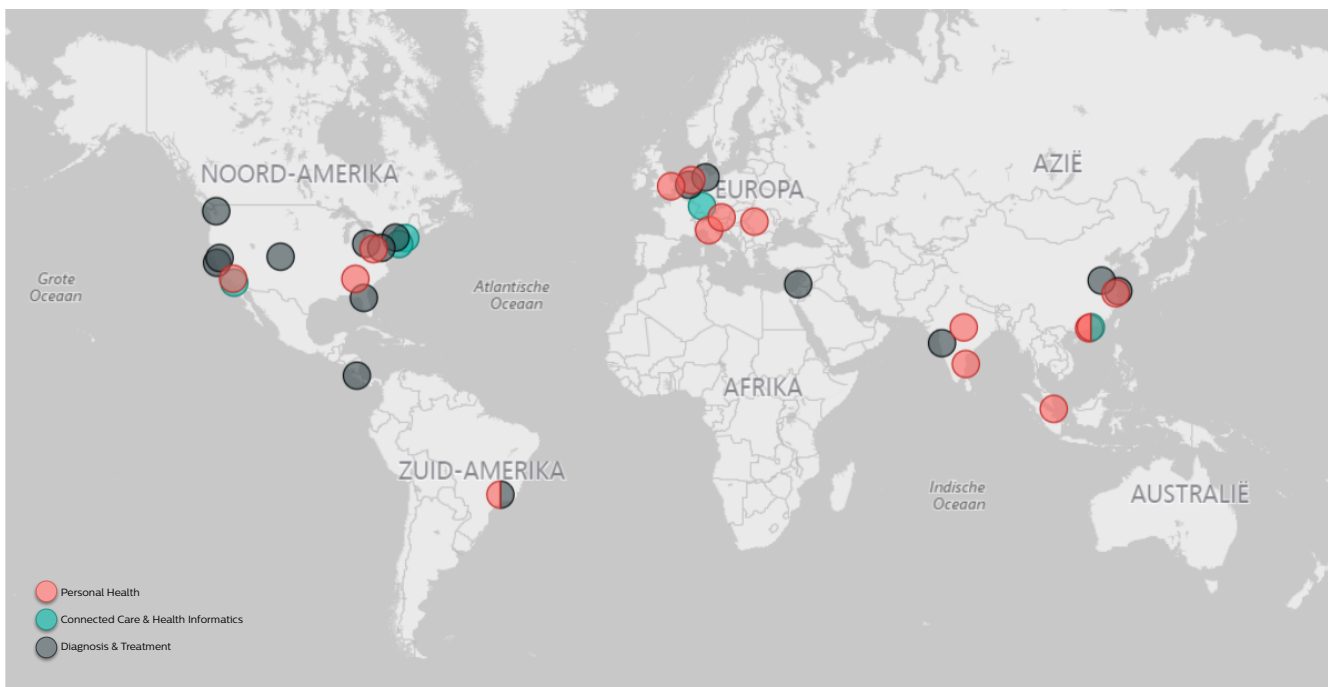 NOORD-AMERIKA
AZIË
EUROPA
Grote
Oceaan
Atlantische
Oceaan
AFRIKA
ZUID-AMERIKA
Indische
Oceaan
AUSTRALIË
Personal Health
Connected Care & Health Informatics
Diagnosis & Treatment